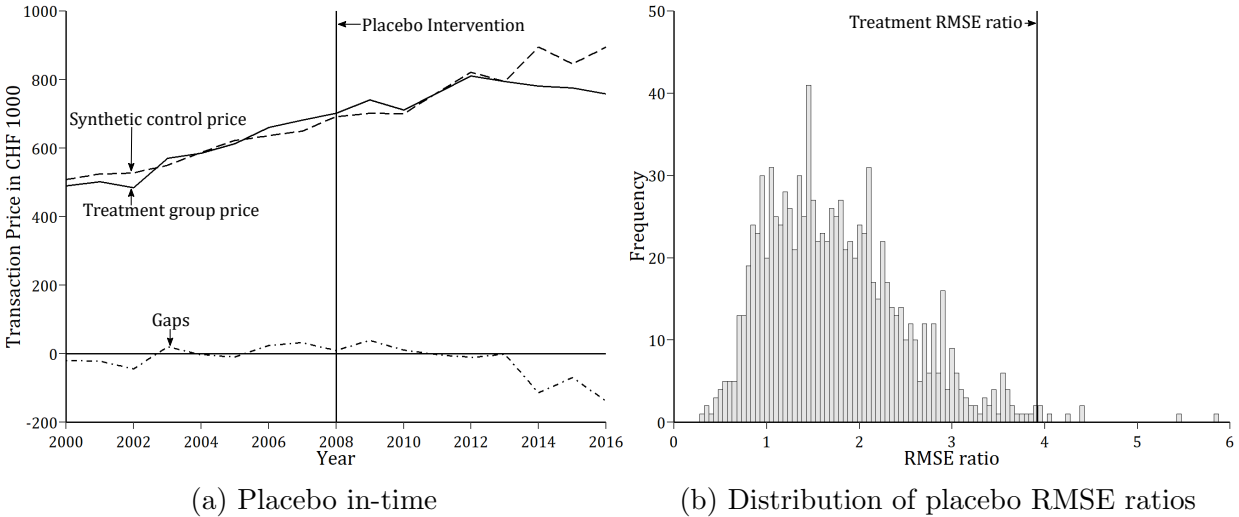 1000
800
600
400
200
0
-200
Transaction Price in CHF 1000
Placebo Intervention
Synthetic control price
Treatment group price
Gaps
2000 2002 2004 2006 2008 2010 2012 2014 2016
Year
(a) Placebo in-time
50
40
30
20
10
0
Frequency
Treatment RMSE ratio
0 1 2 3 4 5 6
RMSE ratio
(b) Distribution of placebo RMSE ratios